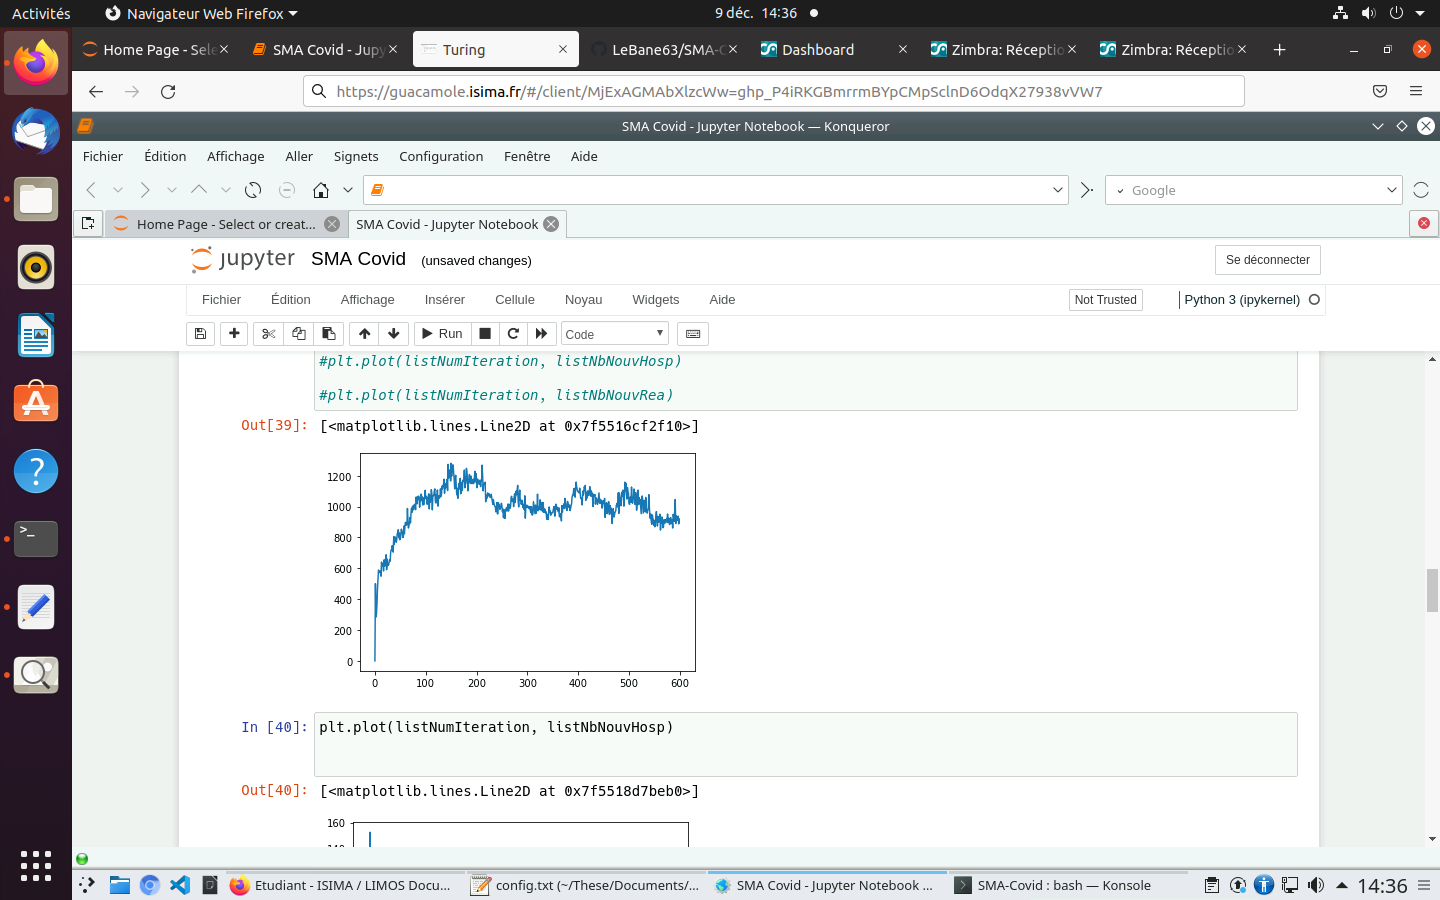 Activités
Navigateur Web Firefox
9 déc. 14:36
Home Page - Sele
SMA Covid - Jupy
Turing
LeBane63/SMA-C
Dashboard
Zimbra: Réceptio
Zimbra: Réceptio
https://guacamole.isima.fr/#/client/MjExAGMAbXlzcWw=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
SMA Covid - Jupyter Notebook — Konqueror
Fichier Édition Affichage Aller Signets Configuration Fenêtre Aide
Google
Home Page - Select or creat...
SMA Covid - Jupyter Notebook
jupyter SMA Covid (unsaved changes)
Se déconnecter
Fichier Édition Affichage Insérer Cellule Noyau Widgets Aide
Not Trusted
Python 3 (ipykernel)
Run
Code
#plt.plot(listNumIteration, listNbNouvHosp)
#plt.plot(listNumIteration, listNbNouvRea)
Out[39]: [<matplotlib.lines.Line2D at 0x7f5516cf2f10>]
1200
1000
800
600
400
200
0
0 100 200 300 400 500 600
In [40]: plt.plot(listNumIteration, listNbNouvHosp)
Out[40]: [<matplotlib.lines.Line2D at 0x7f5518d7beb0>]
160
140
Etudiant - ISIMA / LIMOS Docu...
config.txt (~/These/Documents/...
SMA Covid - Jupyter Notebook ...
SMA-Covid : bash — Konsole
14:36